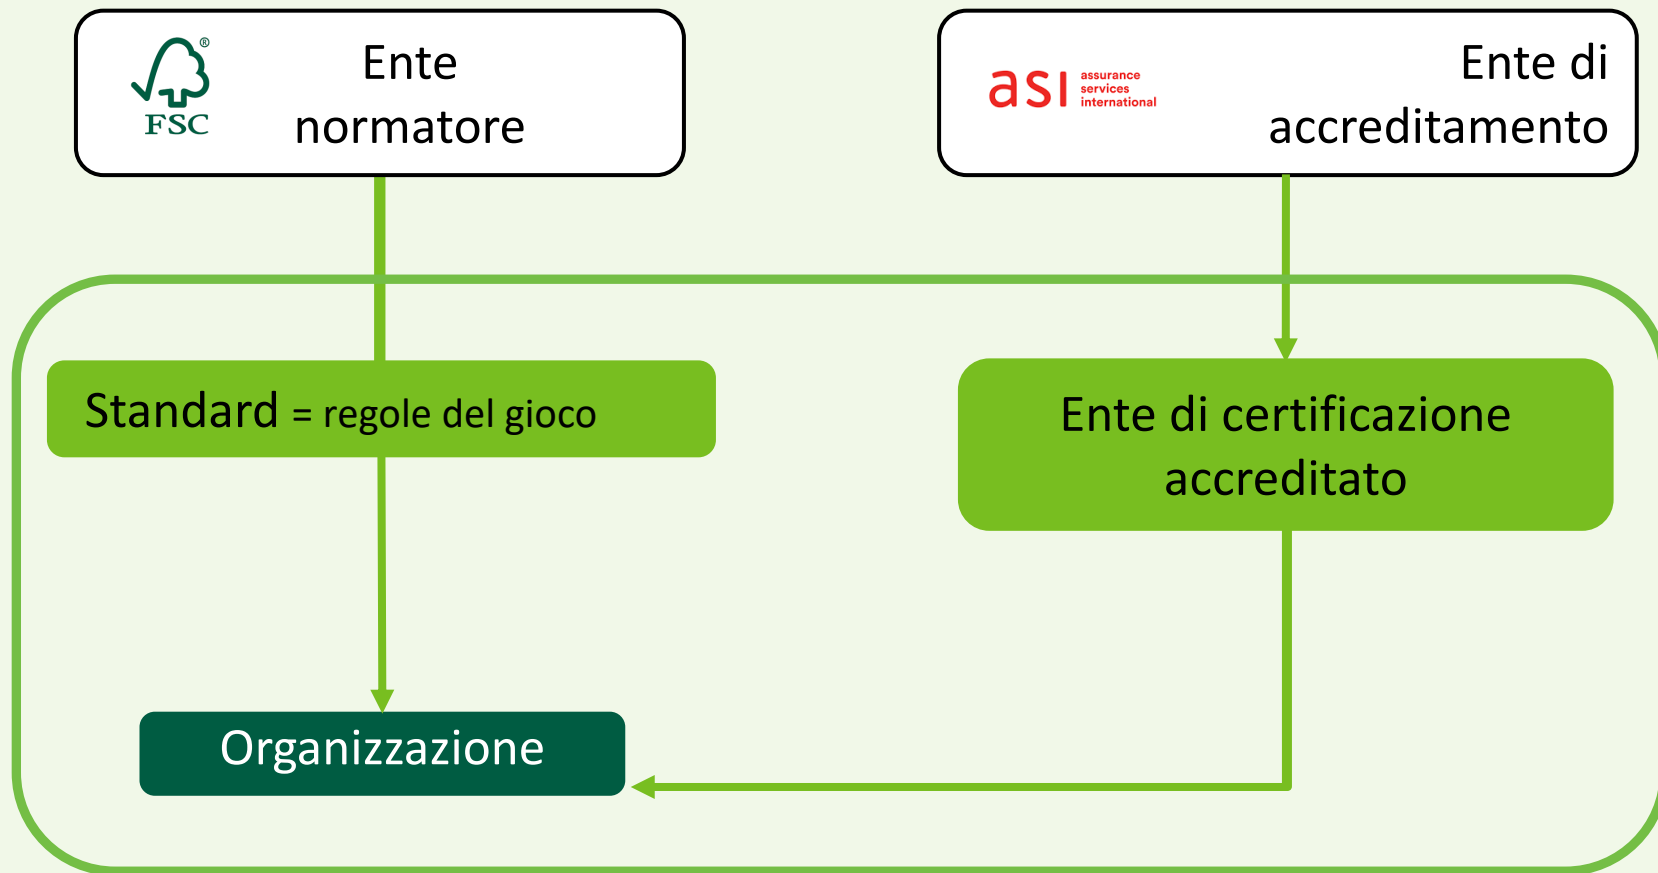 FSC
®
Ente
normatore
asi
assurance
services
international
Ente di
accreditamento
Standard = regole del gioco
Ente di certificazione
accreditato
Organizzazione